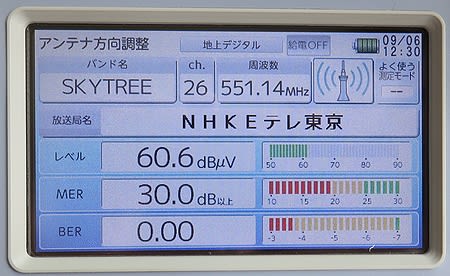 アンテナ方向調整 地上デジタル 給電OFF 09/06
12:30
バンド名 ch. 周波数 よく使う
測定モード
SKYTREE 26 551.14MHz --
放送局名 NHKEテレ東京
レベル 60.6 dBμV 50 60 70 80 90
MER 30.0 dB以上 10 15 20 25 30
BER 0.00 -3 -4 -5 -6 -7